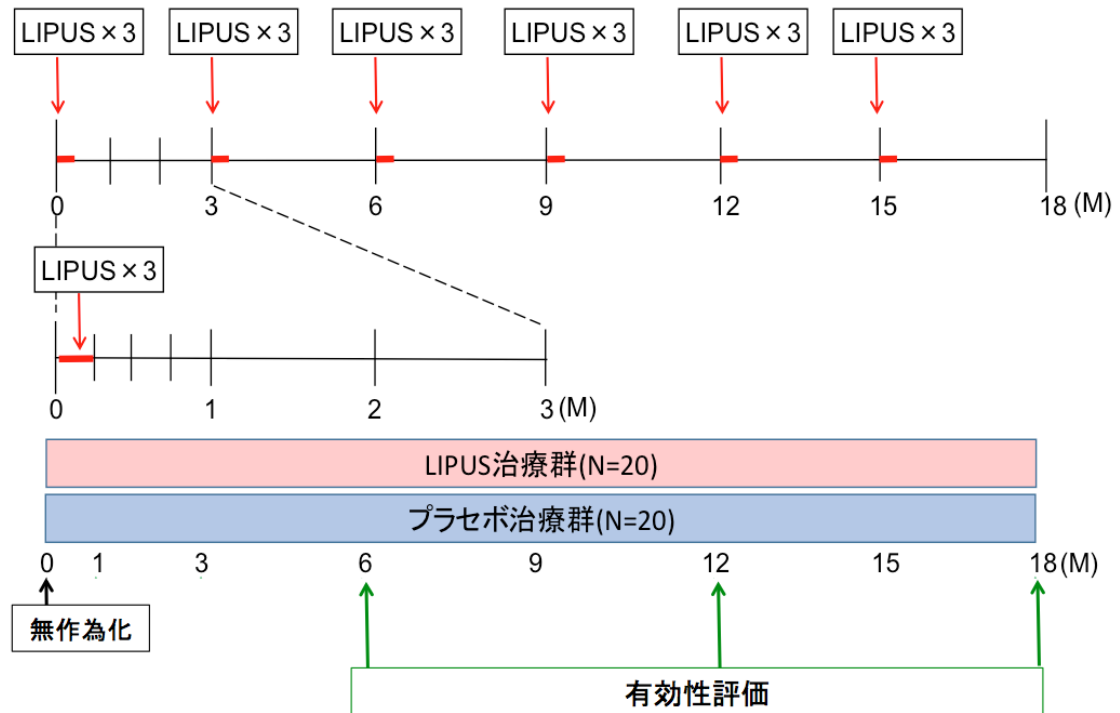 LIPUS×3 LIPUS×3 LIPUS×3 LIPUS×3 LIPUS×3 LIPUS×3
0 3 6 9 12 15 18 (M)
LIPUS×3
0 1 2 3 (M)
LIPUS治療群(N=20)
プラセボ治療群(N=20)
0 1 3 6 9 12 15 18 (M)
無作為化
有効性評価